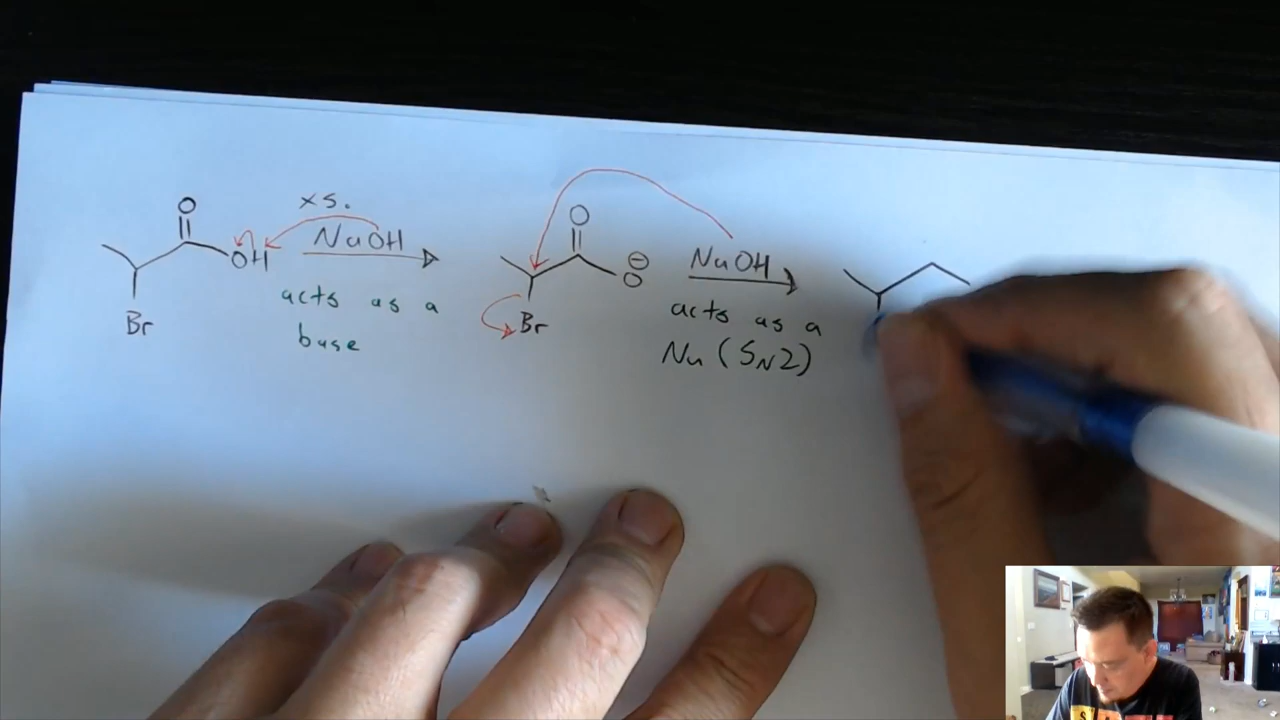 O
xs.
OH
NaOH
Br
acts as a
base
O
O⊖
Br
NaOH
acts as a
Nu (SN2)